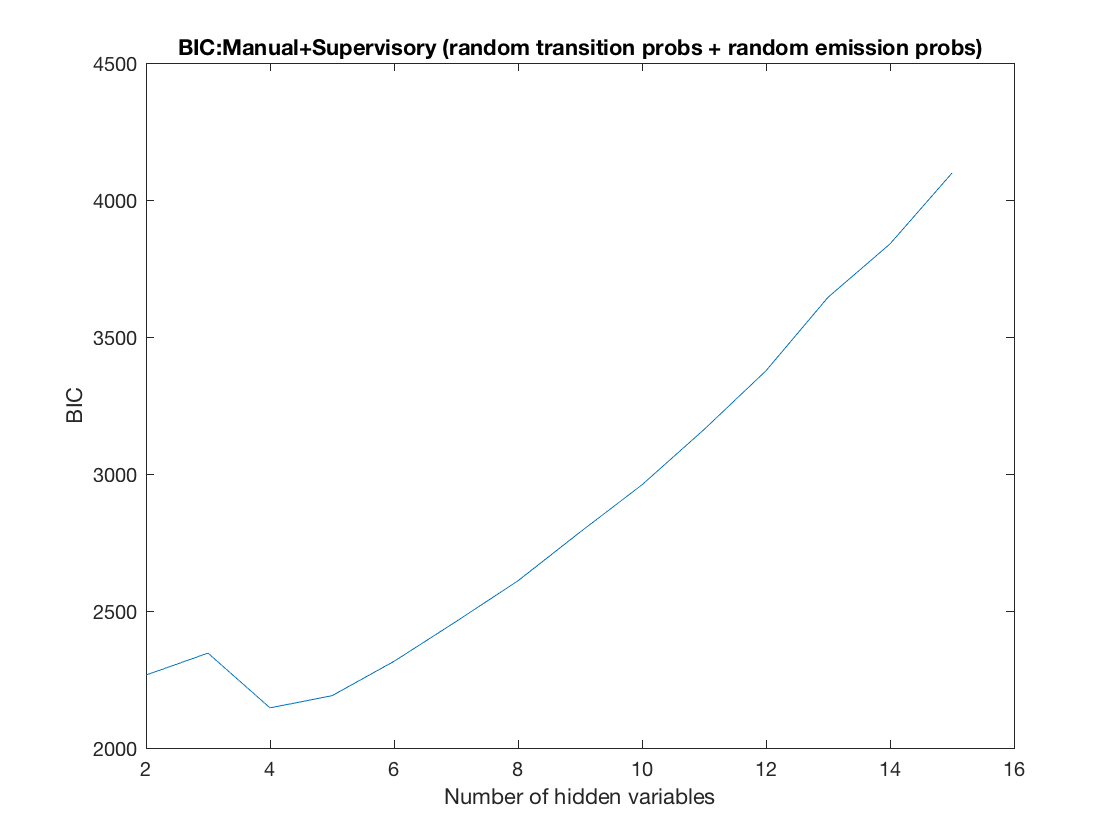 BIC:Manual+Supervisory (random transition probs + random emission probs)
4500
4000
3500
3000
2500
2000
BIC
2 4 6 8 10 12 14 16
Number of hidden variables